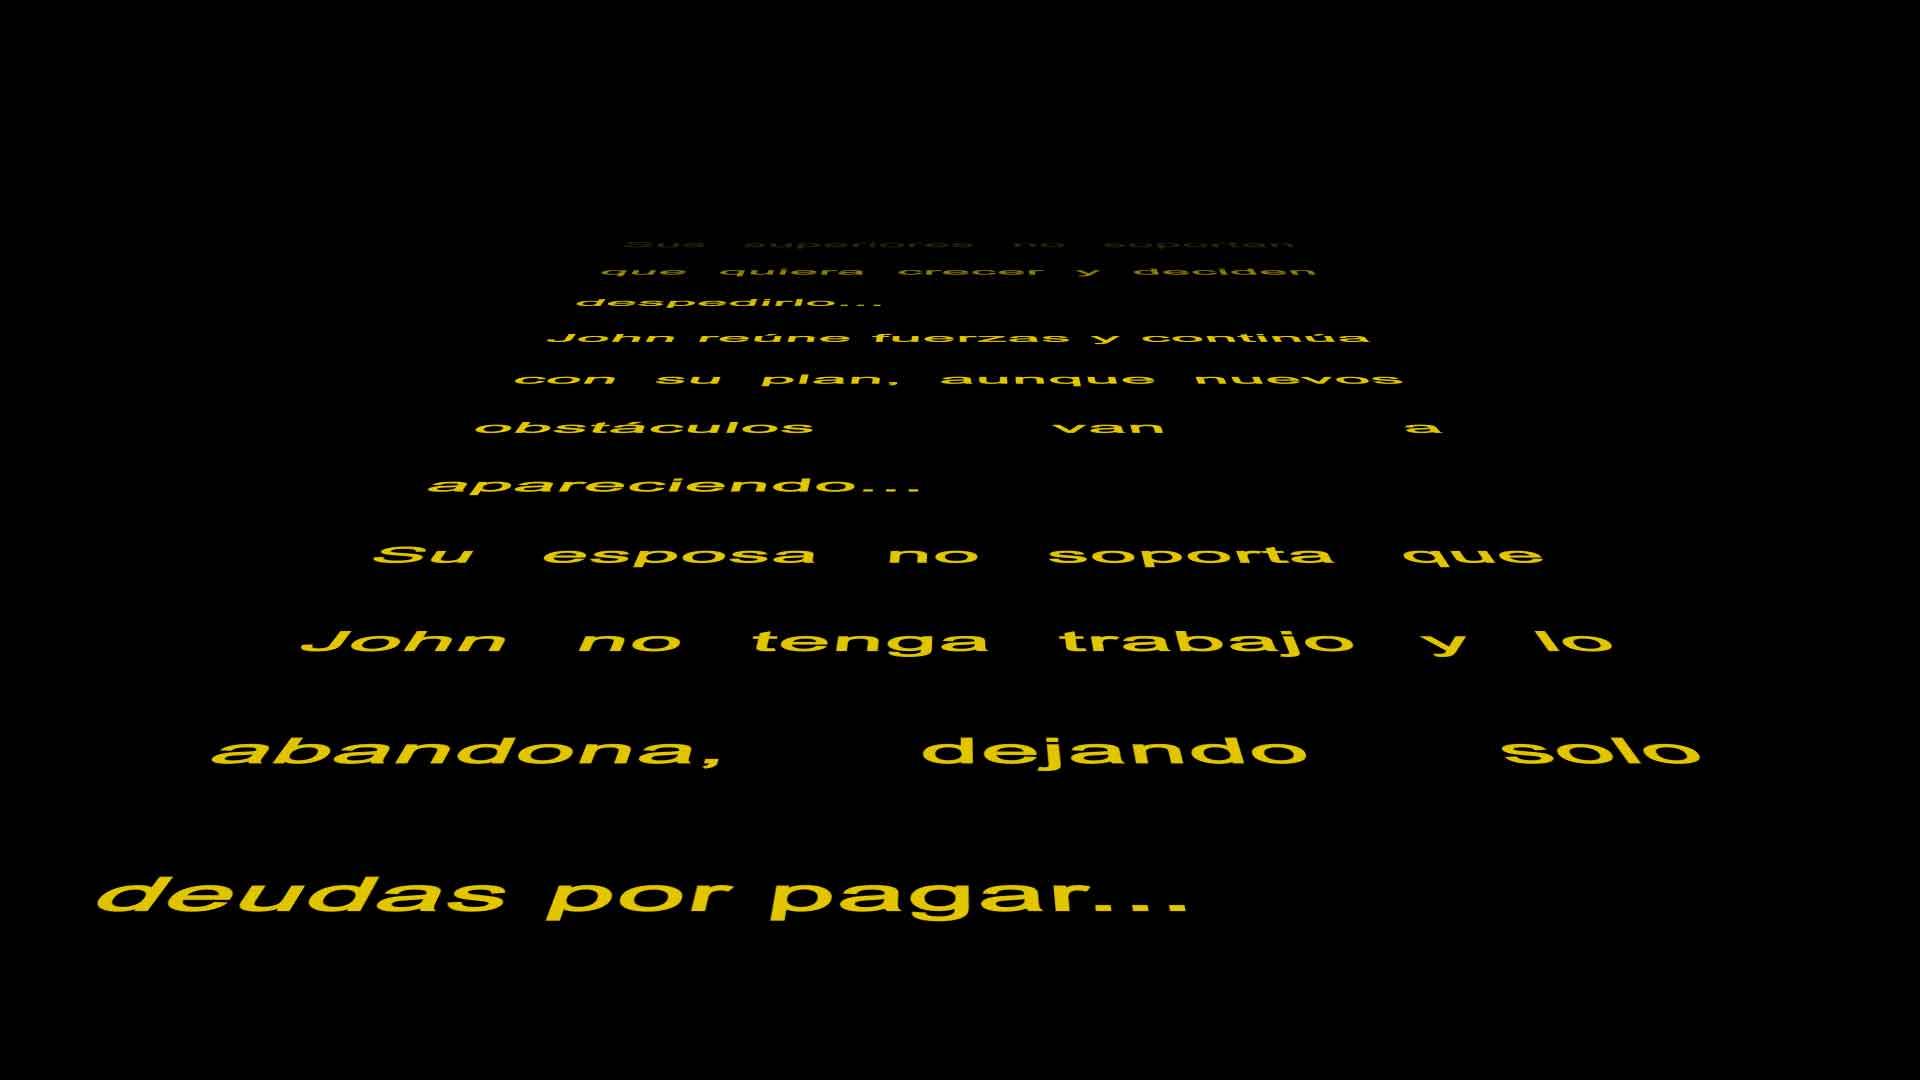 Sus superiores no soportan
que quiera crecer y deciden
despedirlo...
John reúne fuerzas y continúa
con su plan, aunque nuevos
obstáculos van a
apareciendo...
Su esposa no soporta que
John no tenga trabajo y lo
abandona, dejando solo
deudas por pagar...